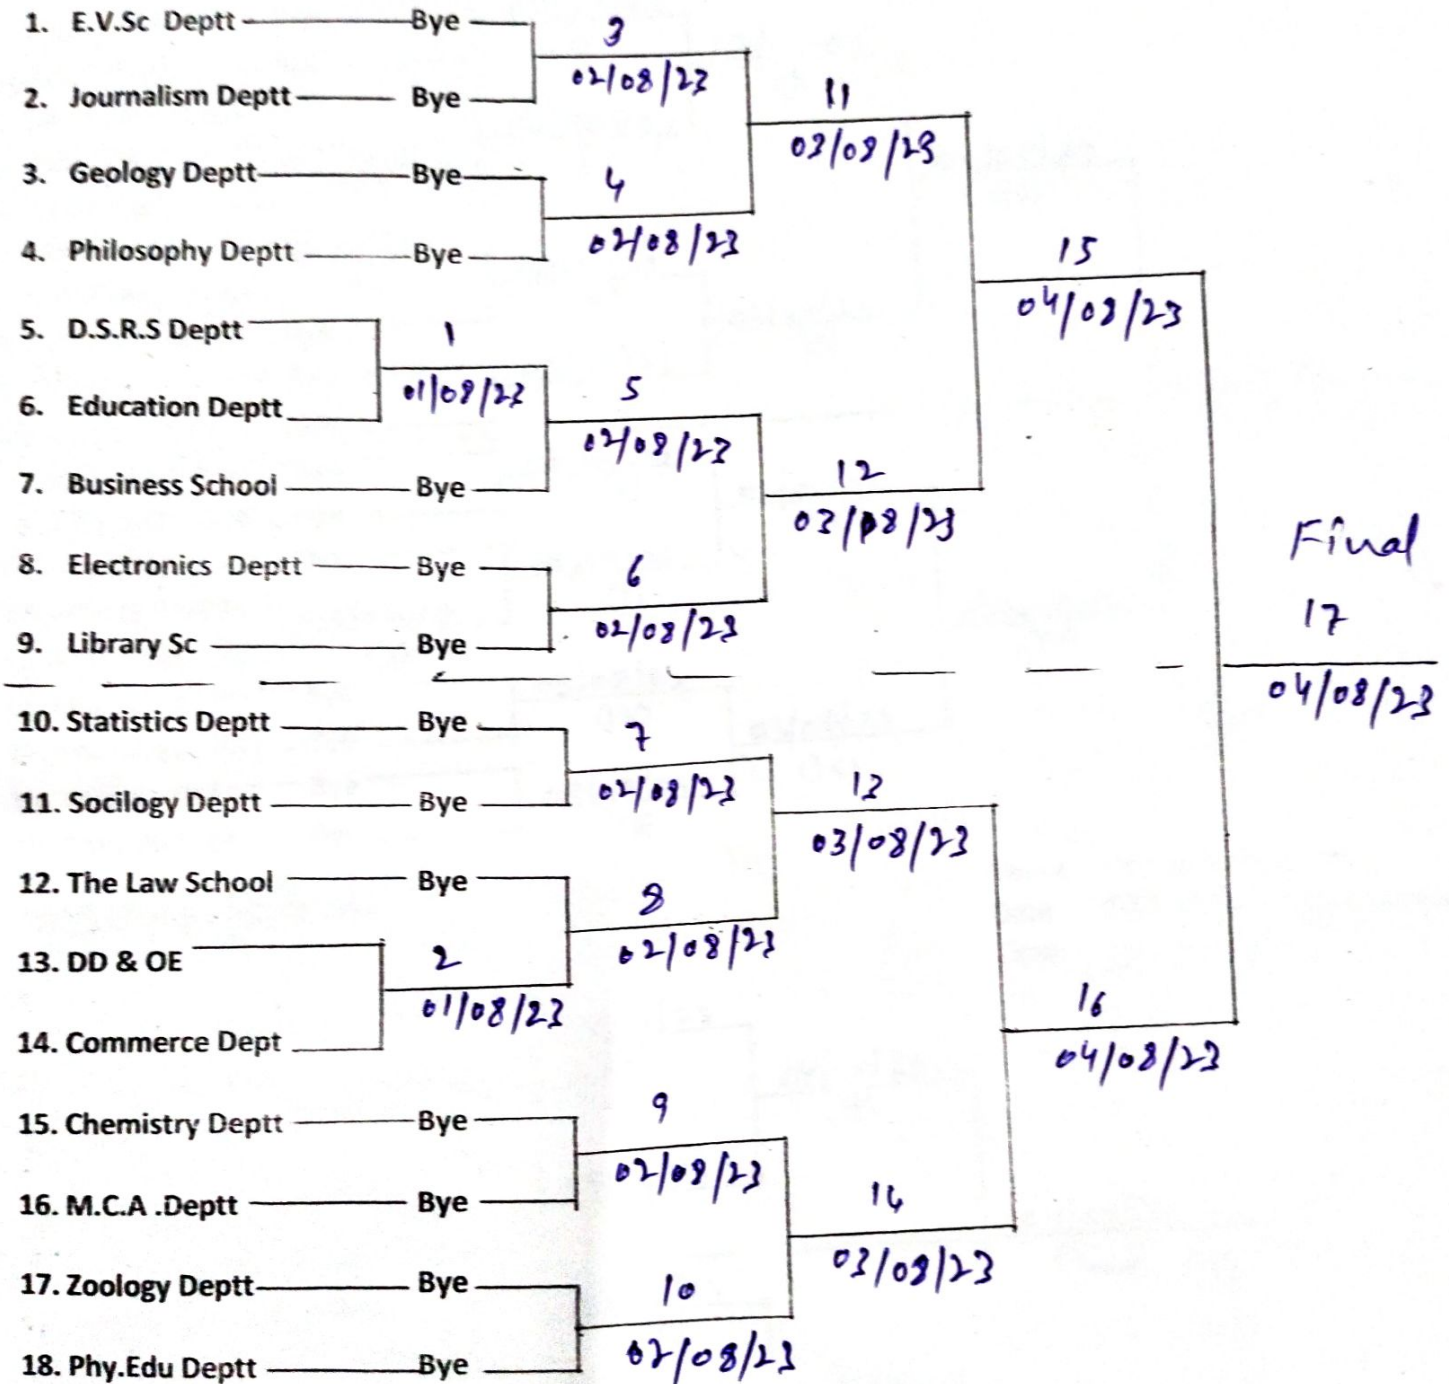 1. E.V.Sc Deptt Bye
3
02/08/23
2. Journalism Deptt Bye
11
03/08/23
3. Geology Deptt Bye
4
02/08/23
4. Philosophy Deptt Bye
15
04/08/23
5. D.S.R.S Deptt
1
01/08/23
6. Education Deptt
5
02/08/23
7. Business School Bye
12
03/08/23
8. Electronics Deptt Bye
6
02/08/23
9. Library Sc Bye
Final
17
04/08/23
10. Statistics Deptt Bye
7
02/08/23
11. Socilogy Deptt Bye
13
03/08/23
12. The Law School Bye
8
02/08/23
13. DD & OE
2
01/08/23
14. Commerce Dept
16
04/08/23
15. Chemistry Deptt Bye
9
02/08/23
16. M.C.A .Deptt Bye
14
03/08/23
17. Zoology Deptt Bye
10
02/08/23
18. Phy.Edu Deptt Bye